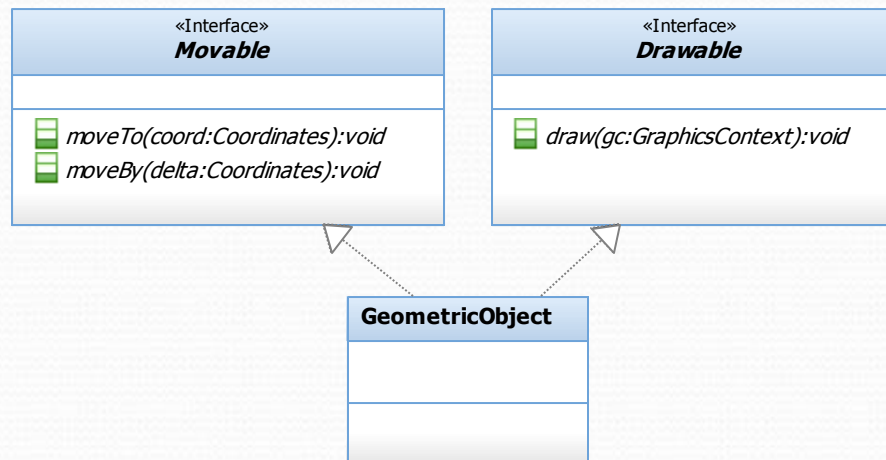 «Interface»
Movable
moveTo(coord:Coordinates):void
moveBy(delta:Coordinates):void
«Interface»
Drawable
draw(gc:GraphicsContext):void
GeometricObject